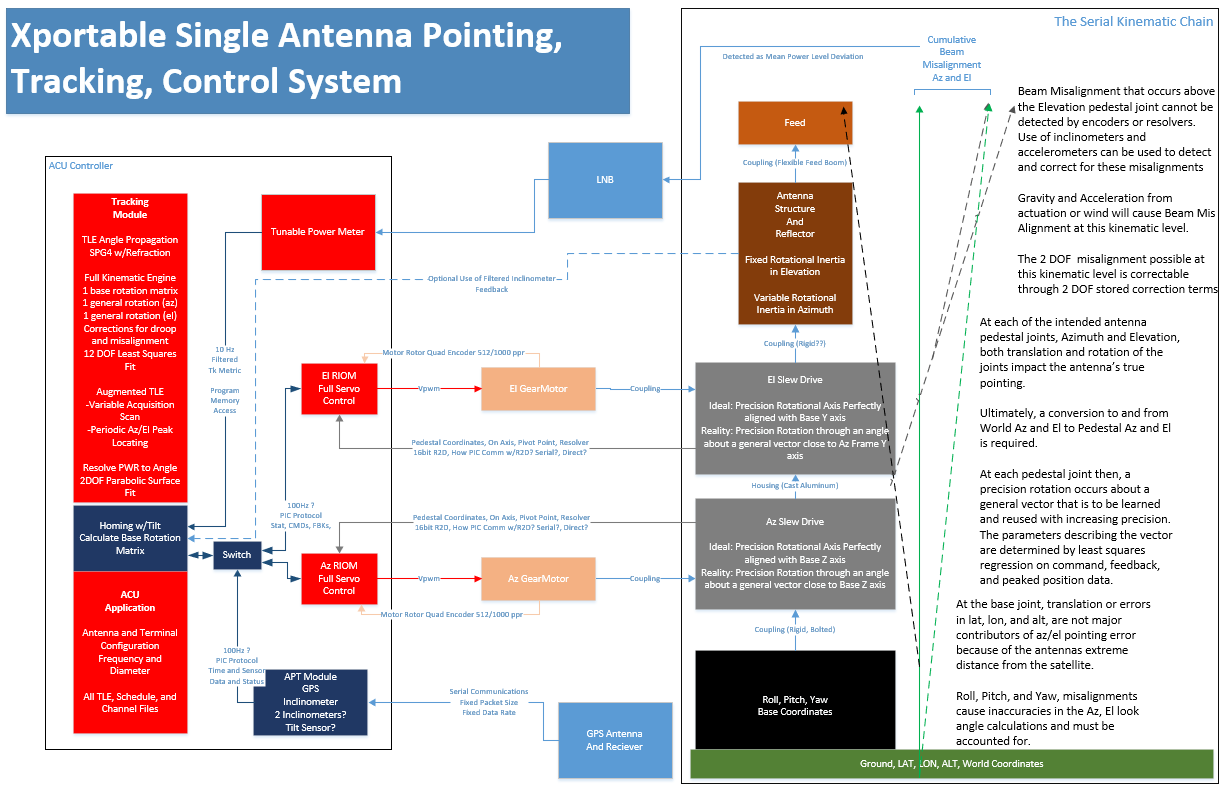 Xportable Single Antenna Pointing,
Tracking, Control System
The Serial Kinematic Chain
Cumulative
Beam
Misalignment
Az and El
Detected as Mean Power Level Deviation
Beam Misalignment that occurs above
the Elevation pedestal joint cannot be
detected by encoders or resolvers.
Use of inclinometers and
accelerometers can be used to detect
and correct for these misalignments
Gravity and Acceleration from
actuation or wind will cause Beam Mis
Alignment at this kinematic level.
The 2 DOF misalignment possible at
this kinematic level is correctable
through 2 DOF stored correction terms
At each of the intended antenna
pedestal joints, Azimuth and Elevation,
both translation and rotation of the
joints impact the antenna's true
pointing.
Ultimately, a conversion to and from
World Az and El to Pedestal Az and El
is required.
At each pedestal joint then, a
precision rotation occurs about a
general vector that is to be learned
and reused with increasing precision.
The parameters describing the vector
are determined by least squares
regression on command, feedback,
and peaked position data.
At the base joint, translation or errors
in lat, lon, and alt, are not major
contributors of az/el pointing error
because of the antennas extreme
distance from the satellite.
Roll, Pitch, and Yaw, misalignments
cause inaccuracies in the Az, El look
angle calculations and must be
accounted for.
Feed
Coupling (Flexible Feed Boom)
Antenna
Structure
And
Reflector
Fixed Rotational Inertia
in Elevation
Variable Rotational
Inertia in Azimuth
Coupling (Rigid??)
El Slew Drive
Ideal: Precision Rotational Axis Perfectly
aligned with Base Y axis
Reality: Precision Rotation through an angle
about a general vector close to Az Frame Y
axis
Housing (Cast Aluminum)
Az Slew Drive
Ideal: Precision Rotational Axis Perfectly
aligned with Base Z axis
Reality: Precision Rotation through an angle
about a general vector close to Base Z axis
Coupling (Rigid, Bolted)
Roll, Pitch, Yaw
Base Coordinates
Ground, LAT, LON, ALT, World Coordinates
LNB
ACU Controller
Tracking
Module
TLE Angle Propagation
SPG4 w/Refraction
Full Kinematic Engine
1 base rotation matrix
1 general rotation (az)
1 general rotation (el)
Corrections for droop
and misalignment
12 DOF Least Squares
Fit
Augmented TLE
-Variable Acquisition
Scan
-Periodic Az/El Peak
Locating
Resolve PWR to Angle
2DOF Parabolic Surface
Fit
Homing w/Tilt
Calculate Base Rotation
Matrix
ACU
Application
Antenna and Terminal
Configuration
Frequency and
Diameter
All TLE, Schedule, and
Channel Files
Tunable Power Meter
Optional Use of Filtered Inclinometer
Feedback
10 Hz
Filtered
Tk Metric
Program
Memory
Access
Motor Rotor Quad Encoder 512/1000 ppr
El RIOM
Full Servo
Control
Vpwm
El GearMotor
Coupling
Pedestal Coordinates, On Axis, Pivot Point, Resolver
16bit R2D, How PIC Comm w/R2D? Serial?, Direct?
100Hz ?
PIC Protocol
Stat, CMDs, FBKs,
Pedestal Coordinates, On Axis, Pivot Point, Resolver
16bit R2D, How PIC Comm w/R2D? Serial?, Direct?
Switch
Az RIOM
Full Servo
Control
Vpwm
Az GearMotor
Coupling
Motor Rotor Quad Encoder 512/1000 ppr
100Hz ?
PIC Protocol
Time and Sensor
Data and Status
APT Module
GPS
Inclinometer
2 Inclinometers?
Tilt Sensor?
Serial Communications
Fixed Packet Size
Fixed Data Rate
GPS Antenna
And Reciever